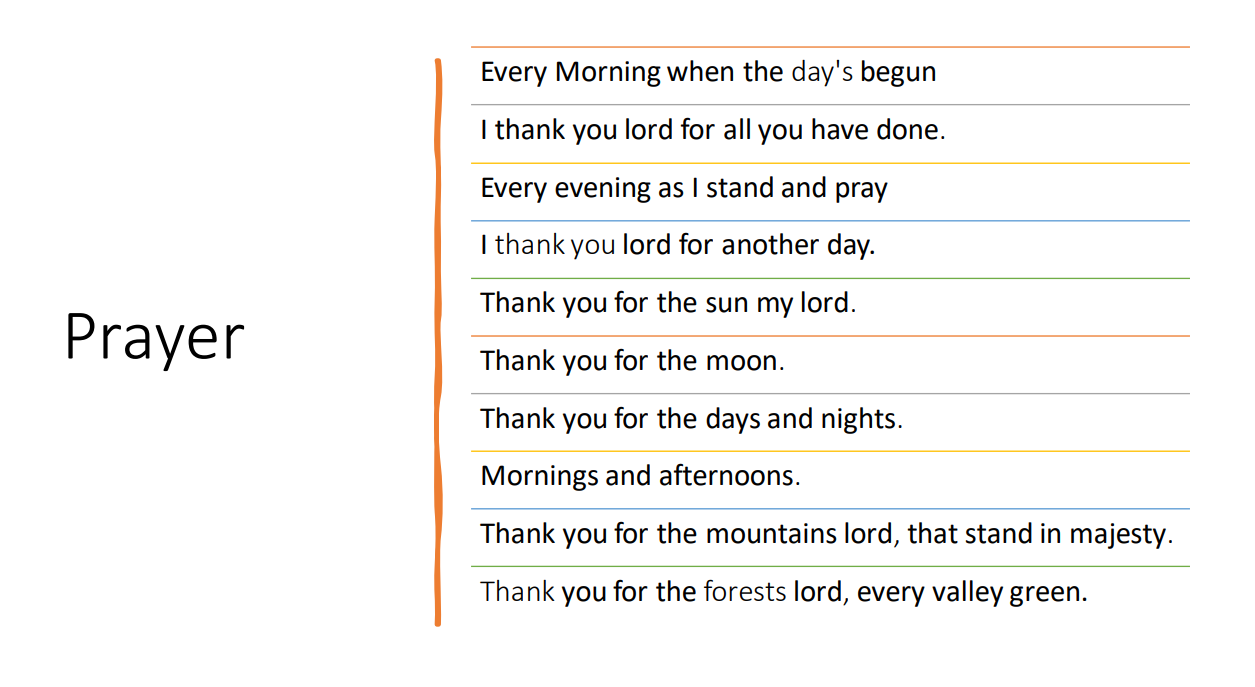 Prayer
Every Morning when the day's begun
I thank you lord for all you have done.
Every evening as I stand and pray
I thank you lord for another day.
Thank you for the sun my lord.
Thank you for the moon.
Thank you for the days and nights.
Mornings and afternoons.
Thank you for the mountains lord, that stand in majesty.
Thank you for the forests lord, every valley green.